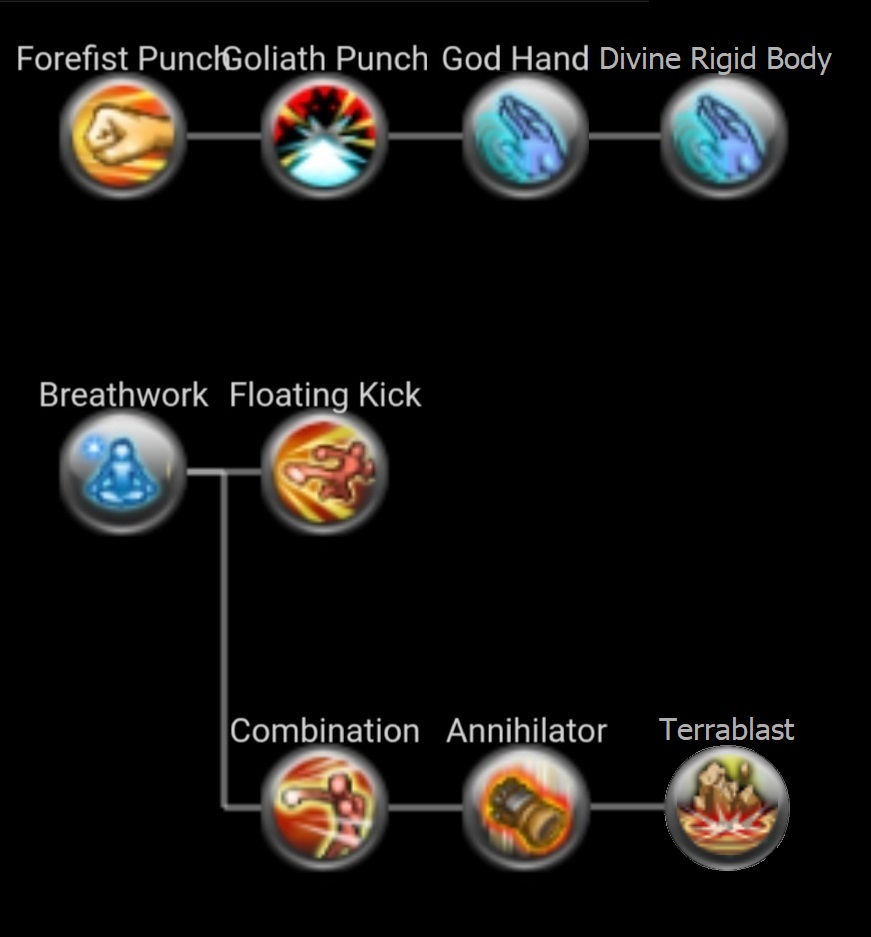 Forefist Punch Goliath Punch God Hand Divine Rigid Body
Breathwork Floating Kick
Combination Annihilator Terrablast